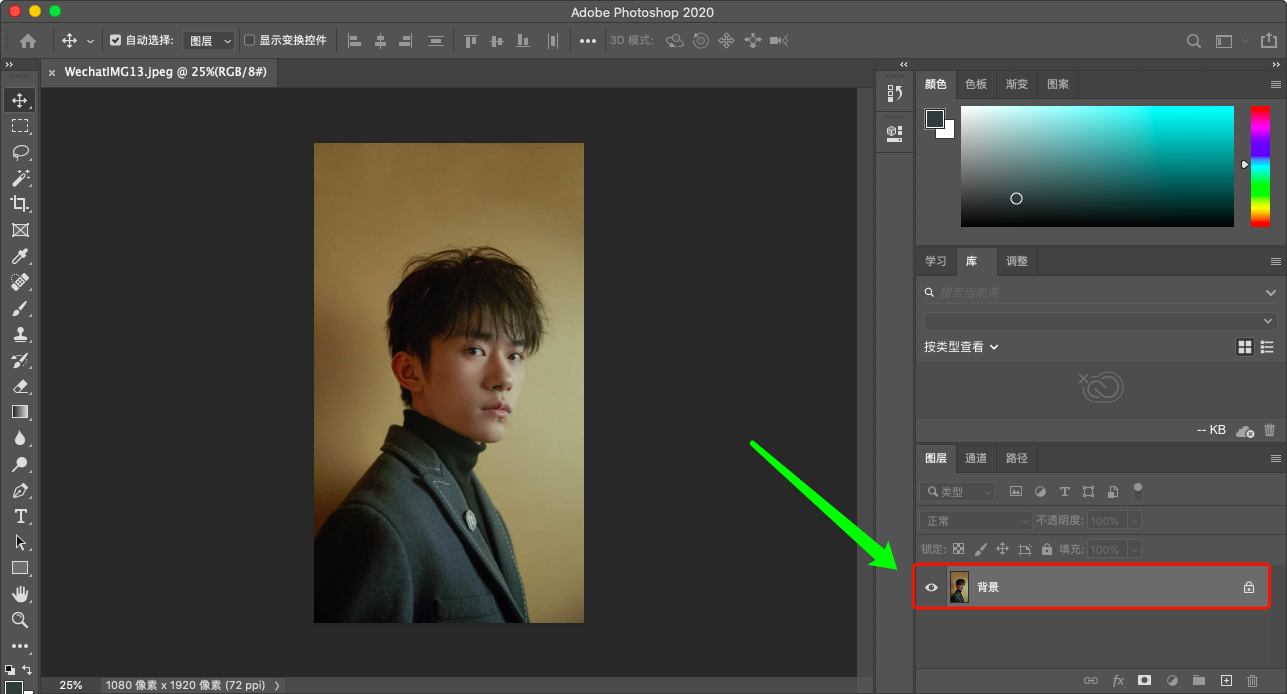 Adobe Photoshop 2020
自动选择: 图层 显示变换控件 3D 模式:
WechatIMG13.jpeg @ 25%(RGB/8#)
颜色 色板 渐变 图案
学习 库 调整
搜索当前库
按类型查看
-- KB
图层 通道 路径
类型
正常 不透明度: 100%
锁定: 填充: 100%
背景
fx
25% 1080 像素 x 1920 像素 (72 ppi)